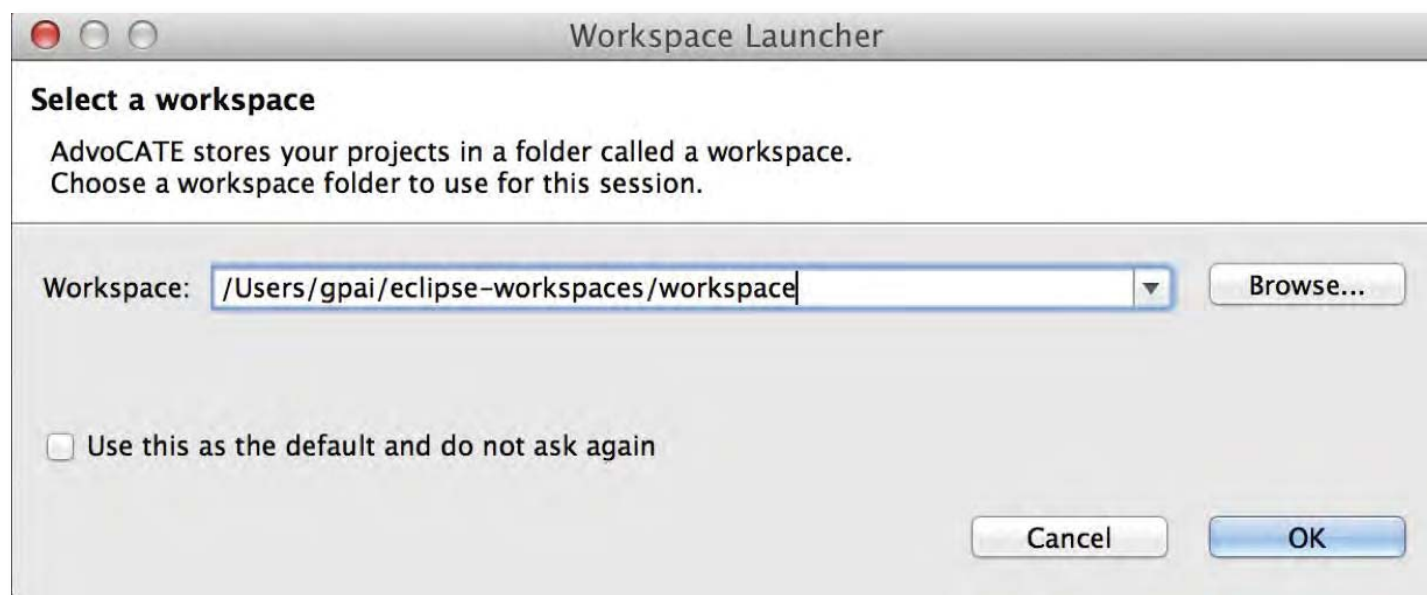 Workspace Launcher
Select a workspace
AdvoCATE stores your projects in a folder called a workspace.
Choose a workspace folder to use for this session.
Workspace: /Users/gpai/eclipse-workspaces/workspace Browse...
Use this as the default and do not ask again
Cancel OK